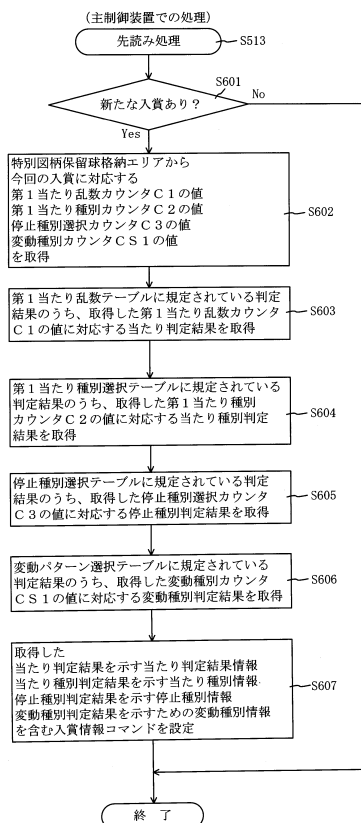 (主制御装置での処理)
先読み処理
S513
S601
新たな入賞あり?
No
Yes
特別図柄保留球格納エリアから
今回の入賞に対応する
第1当たり乱数カウンタC1の値
第1当たり種別カウンタC2の値
停止種別選択カウンタC3の値
変動種別カウンタCS1の値
を取得
S602
第1当たり乱数テーブルに規定されている判定
結果のうち、取得した第1当たり乱数カウンタ
C1の値に対応する当たり判定結果を取得
S603
第1当たり種別選択テーブルに規定されている
判定結果のうち、取得した第1当たり種別
カウンタC2の値に対応する当たり種別判定
結果を取得
S604
停止種別選択テーブルに規定されている判定
結果のうち、取得した停止種別選択カウンタ
C3の値に対応する停止種別判定結果を取得
S605
変動パターン選択テーブルに規定されている
判定結果のうち、取得した変動種別カウンタ
CS1の値に対応する変動種別判定結果を取得
S606
取得した
当たり判定結果を示す当たり判定結果情報
当たり種別判定結果を示す当たり種別情報
停止種別判定結果を示す停止種別情報
変動種別判定結果を示すための変動種別情報
を含む入賞情報コマンドを設定
S607
終了